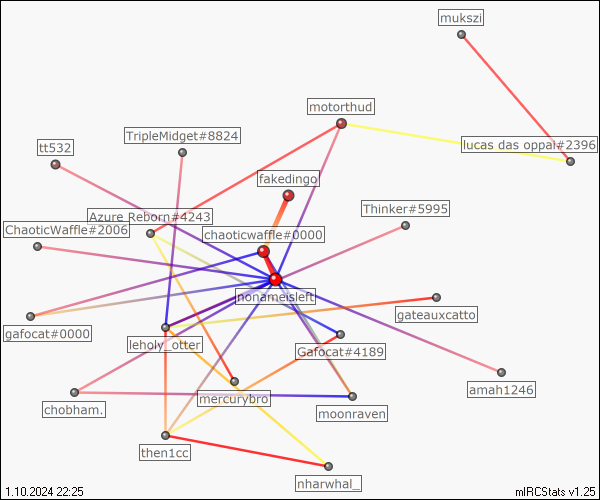 mukszi
motorthud
TripleMidget#8824
lucas das oppai#2396
tt532
fakedingo
Thinker#5995
Azure Reborn#4243
ChaoticWaffle#2006
chaoticwaffle#0000
nonameisleft
gateauxcatto
gafocat#0000
leholy_otter
Gafocat#4189
amah1246
mercurybro
chobham.
moonraven
then1cc
nharwhal_
1.10.2024 22:25
mIRCStats v1.25